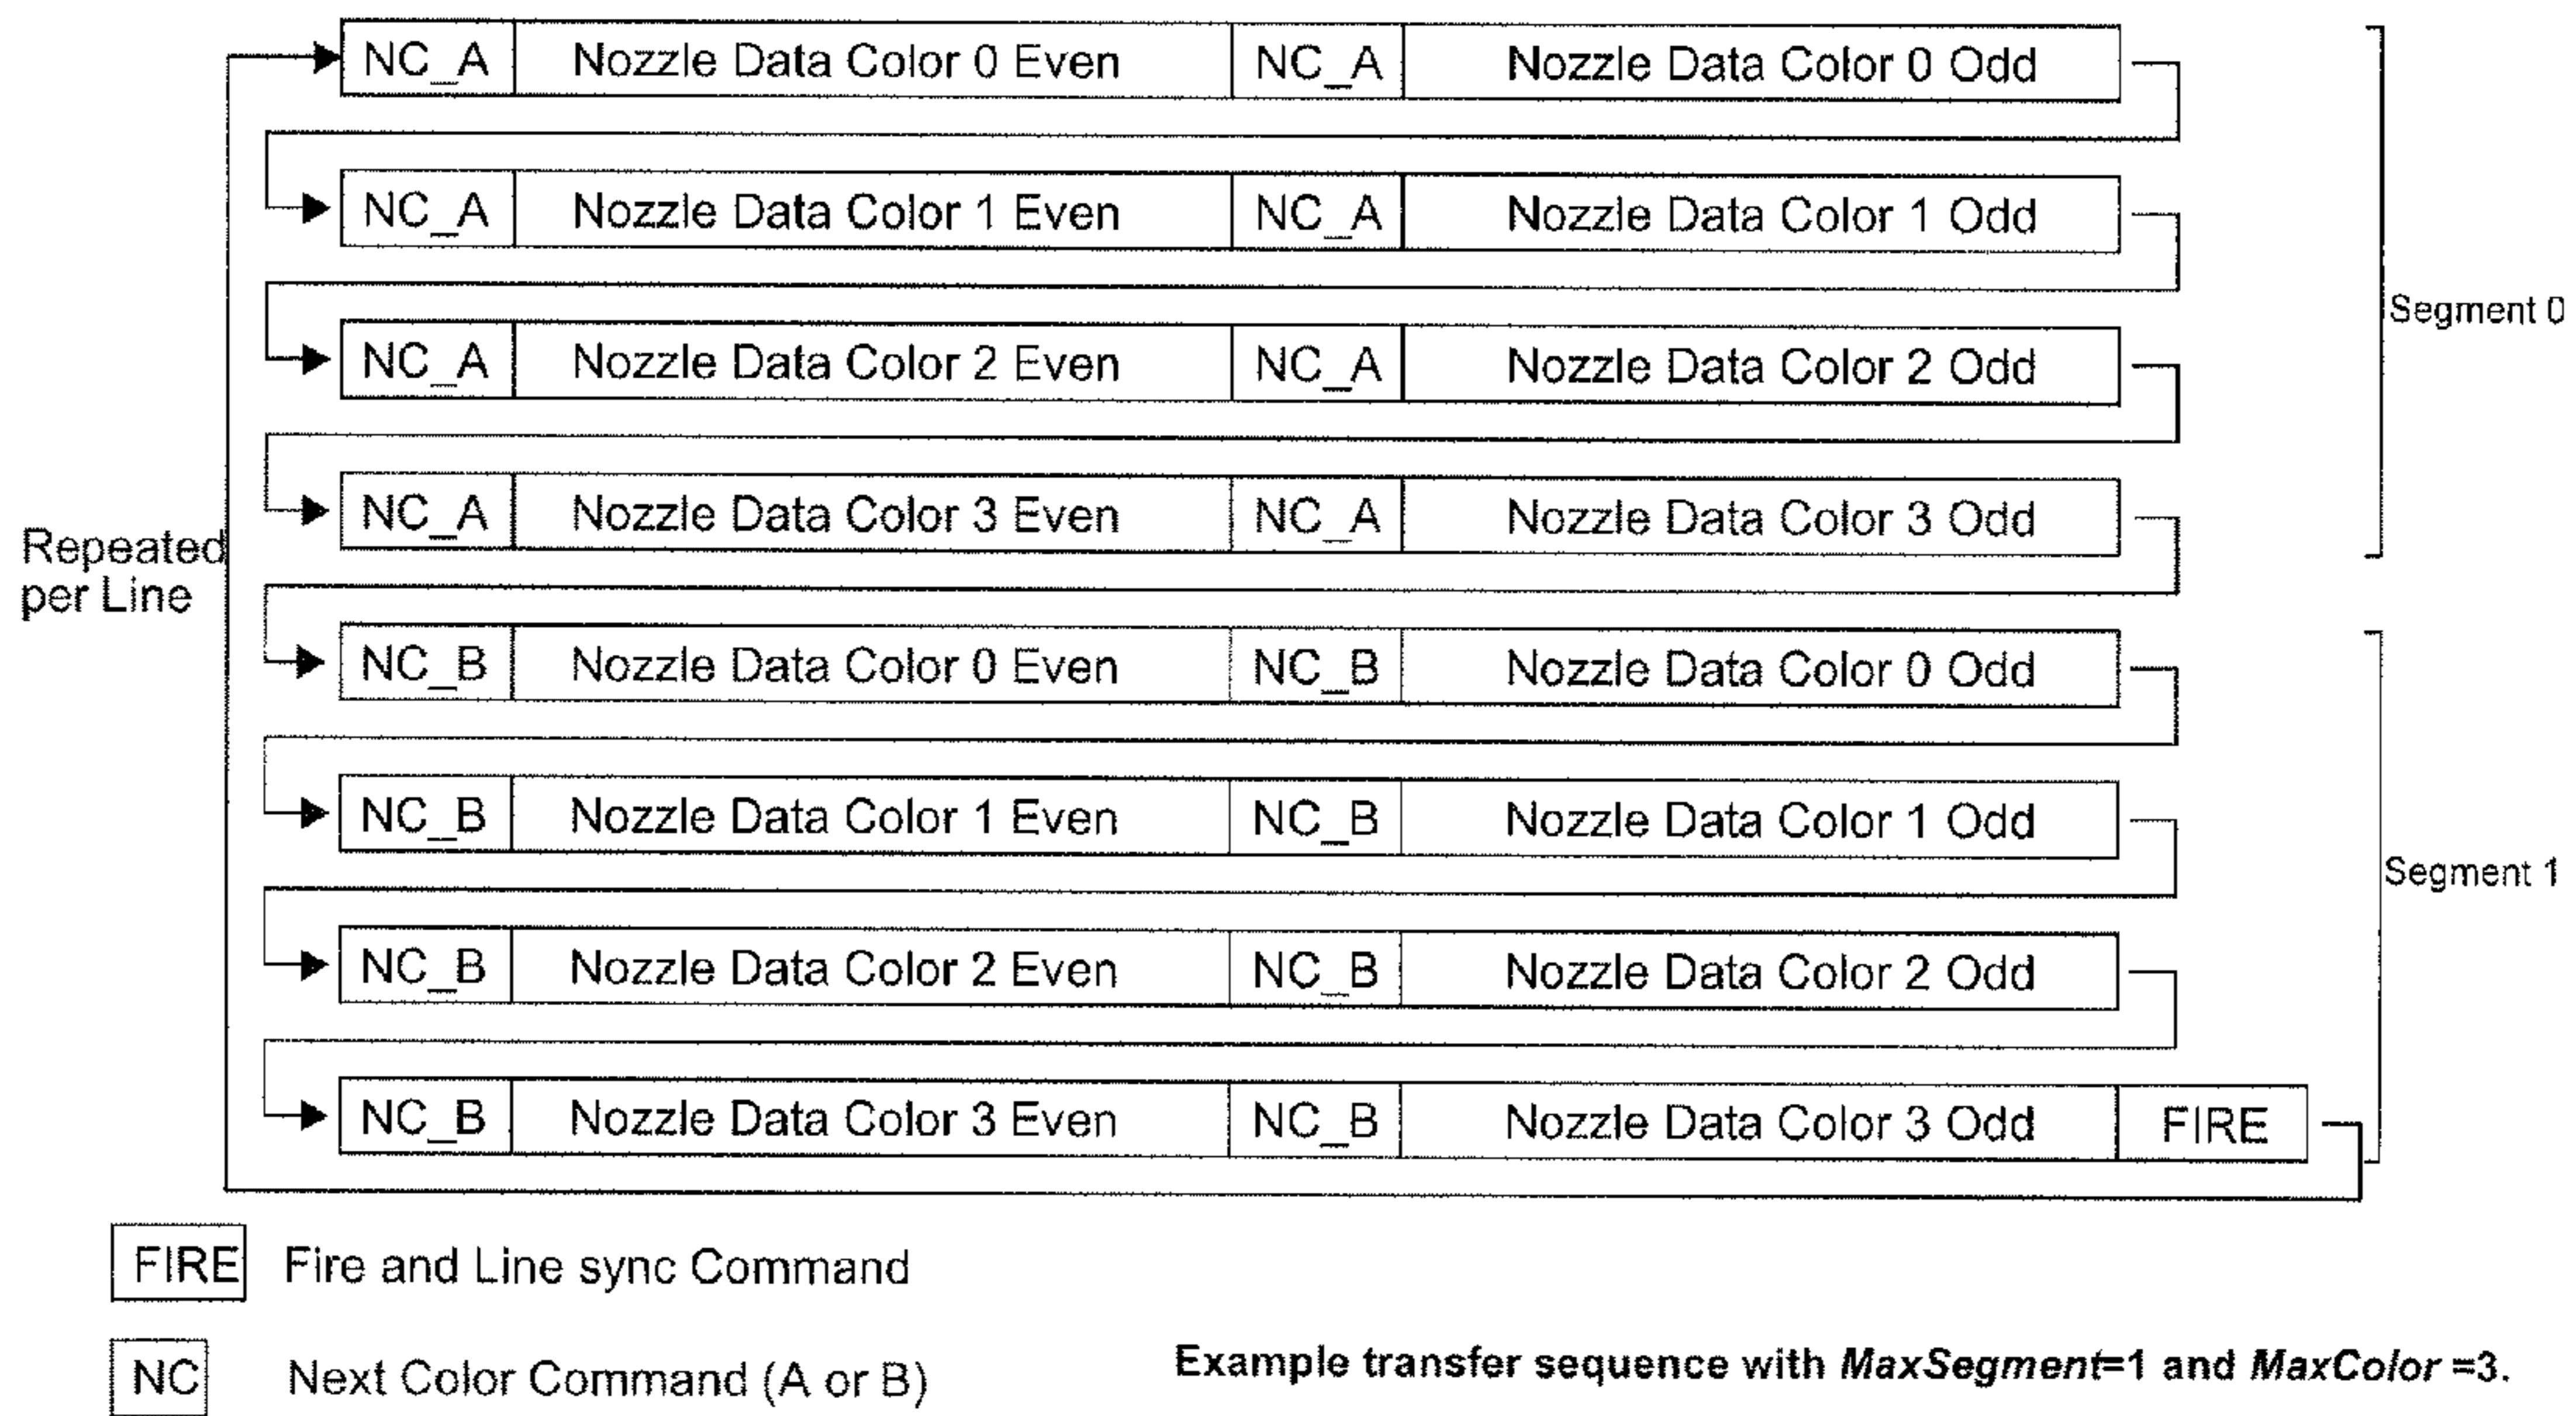 NC_A Nozzle Data Color 0 Even NC_A Nozzle Data Color 0 Odd
NC_A Nozzle Data Color 1 Even NC_A Nozzle Data Color 1 Odd
Segment 0
NC_A Nozzle Data Color 2 Even NC_A Nozzle Data Color 2 Odd
NC_A Nozzle Data Color 3 Even NC_A Nozzle Data Color 3 Odd
Repeated
per Line
NC_B Nozzle Data Color 0 Even NC_B Nozzle Data Color 0 Odd
NC_B Nozzle Data Color 1 Even NC_B Nozzle Data Color 1 Odd
Segment 1
NC_B Nozzle Data Color 2 Even NC_B Nozzle Data Color 2 Odd
NC_B Nozzle Data Color 3 Even NC_B Nozzle Data Color 3 Odd FIRE
FIRE Fire and Line sync Command
NC Next Color Command (A or B)
Example transfer sequence with MaxSegment=1 and MaxColor =3.